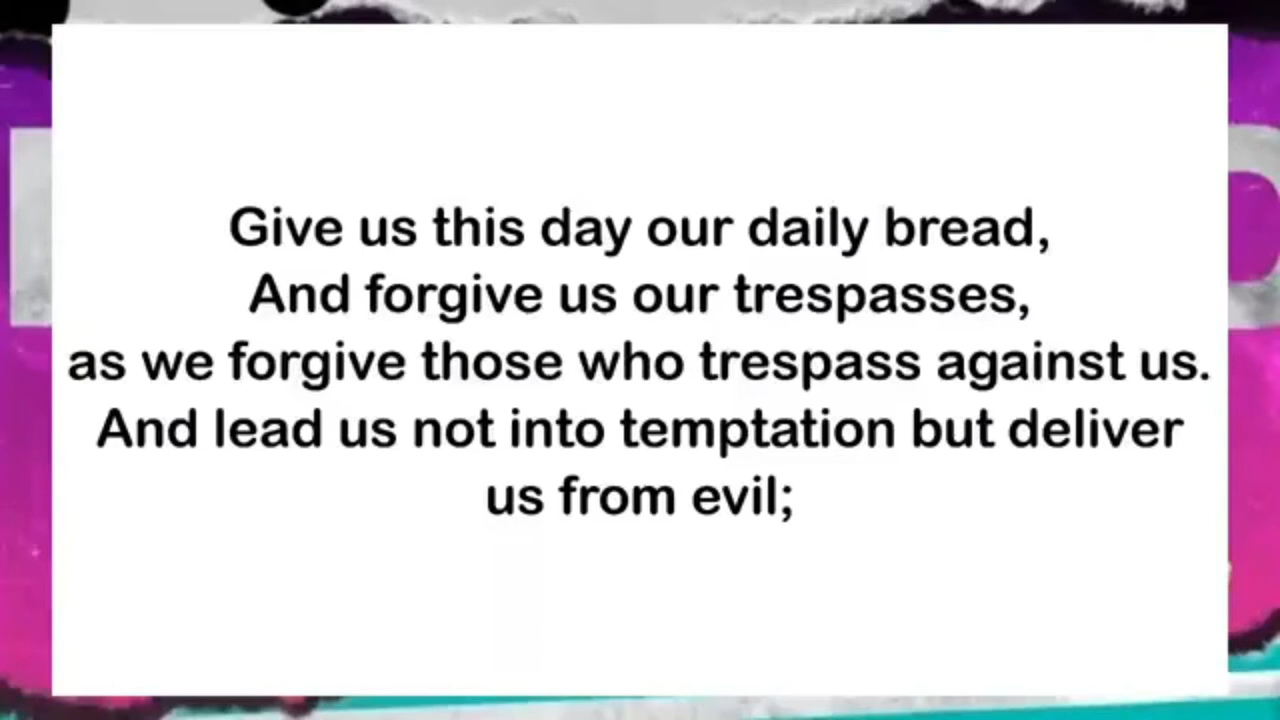 Give us this day our daily bread,
And forgive us our trespasses,
as we forgive those who trespass against us.
And lead us not into temptation but deliver
us from evil;